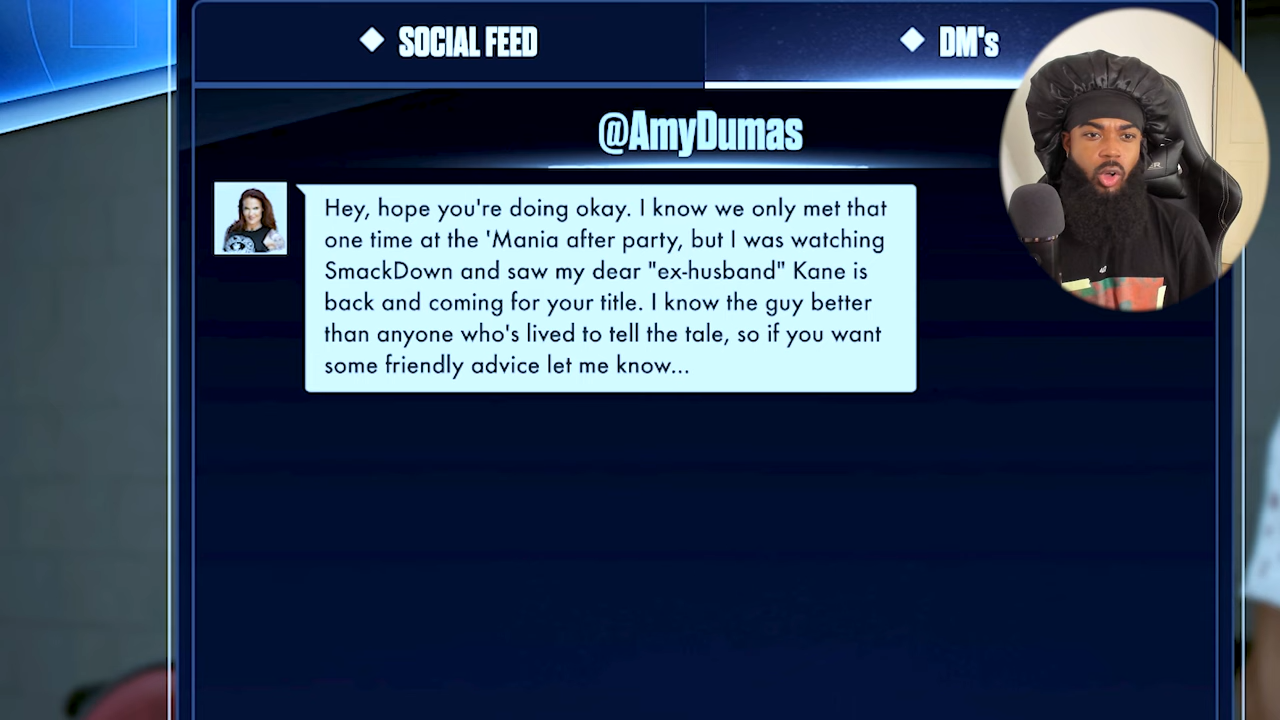 SOCIAL FEED
DM's
@AmyDumas
Hey, hope you're doing okay. I know we only met that
one time at the 'Mania after party, but I was watching
SmackDown and saw my dear "ex-husband" Kane is
back and coming for your title. I know the guy better
than anyone who's lived to tell the tale, so if you want
some friendly advice let me know...